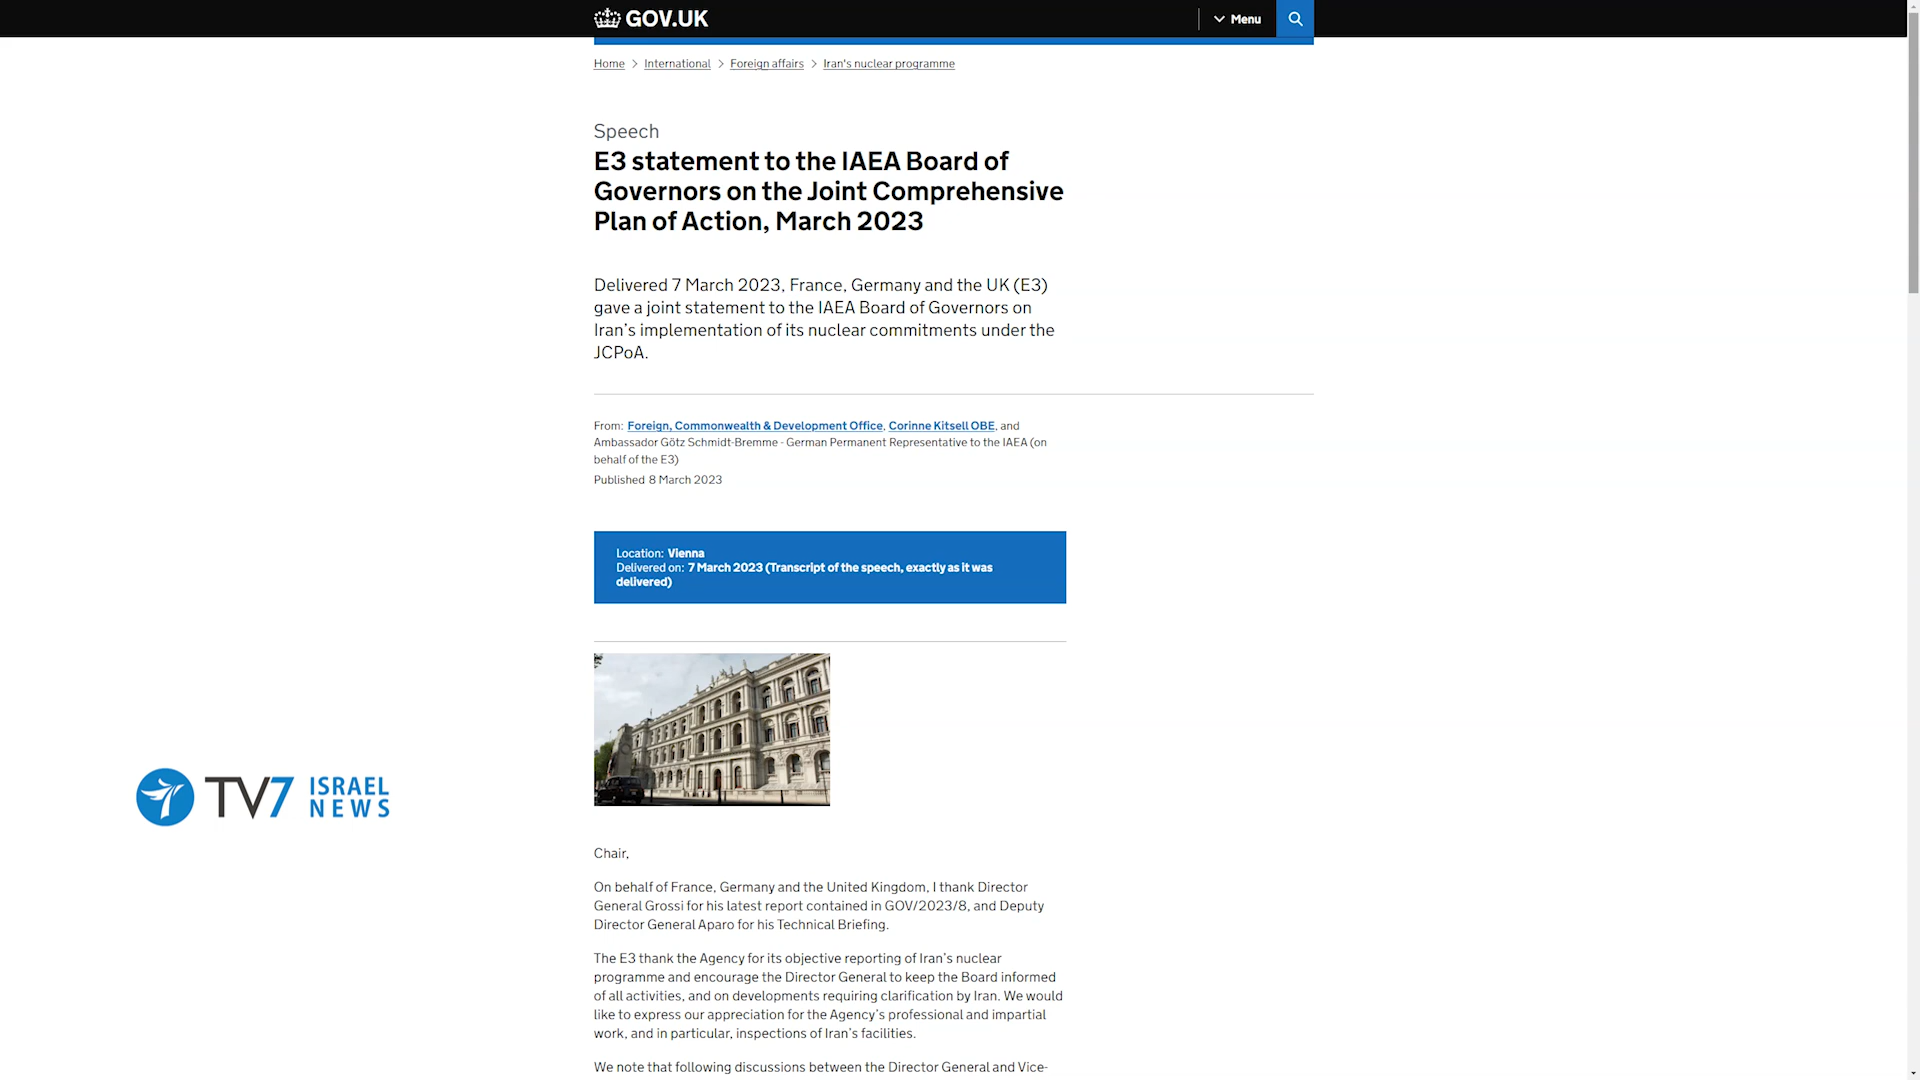 GOV.UK
Menu
Home
International
Foreign affairs
Iran's nuclear programme
Speech
E3 statement to the IAEA Board of
Governors on the Joint Comprehensive
Plan of Action, March 2023
Delivered 7 March 2023, France, Germany and the UK (E3)
gave a joint statement to the IAEA Board of Governors on
Iran's implementation of its nuclear commitments under the
JCPoA.
From: Foreign, Commonwealth & Development Office, Corinne Kitsell OBE, and
Ambassador Götz Schmidt-Bremme - German Permanent Representative to the IAEA (on
behalf of the E3)
Published 8 March 2023
Location: Vienna
Delivered on: 7 March 2023 (Transcript of the speech, exactly as it was
delivered)
TV7 ISRAEL
NEWS
Chair,
On behalf of France, Germany and the United Kingdom, I thank Director
General Grossi for his latest report contained in GOV/2023/8, and Deputy
Director General Aparo for his Technical Briefing.
The E3 thank the Agency for its objective reporting of Iran's nuclear
programme and encourage the Director General to keep the Board informed
of all activities, and on developments requiring clarification by Iran. We would
like to express our appreciation for the Agency's professional and impartial
work, and in particular, inspections of Iran's facilities.
We note that following discussions between the Director General and Vice-